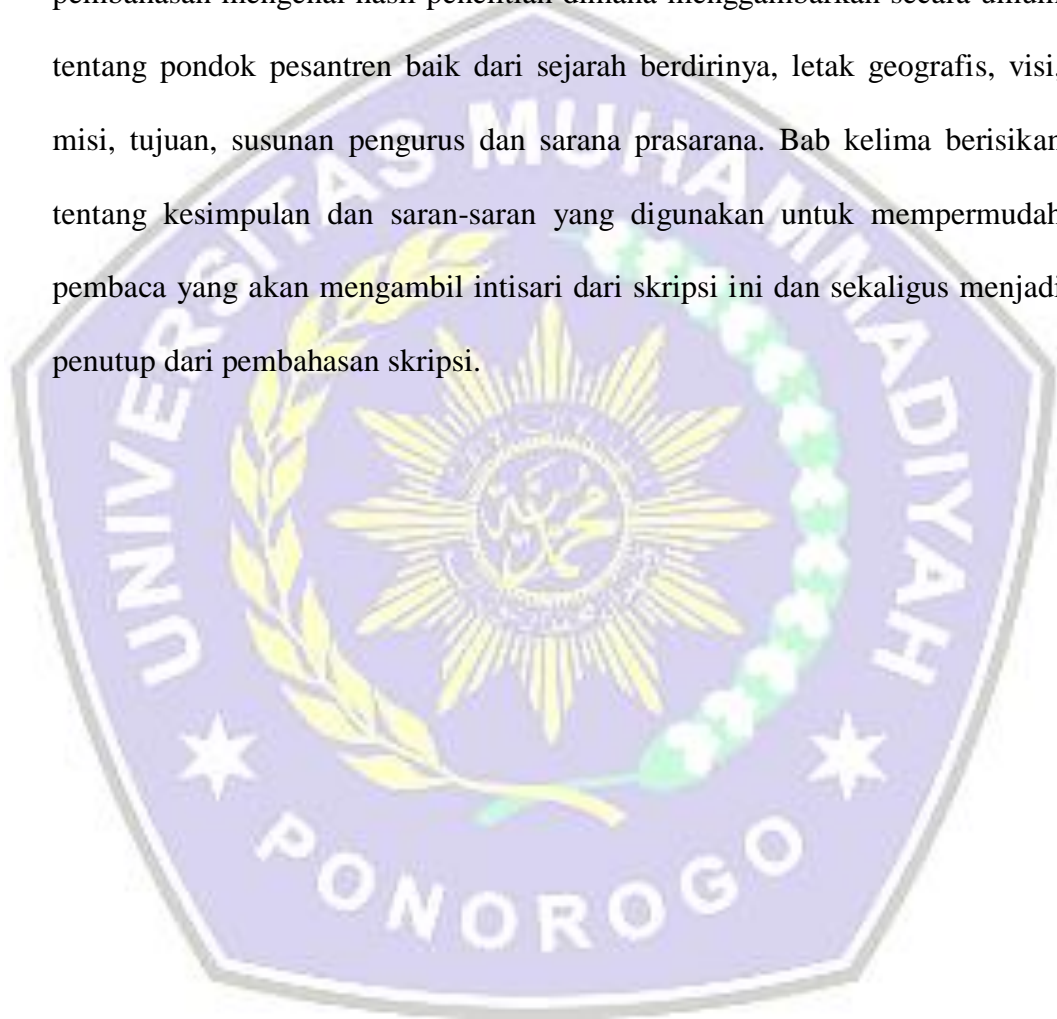 pembahasan mengenai hasil penelitian dimana menggambarkan secara umum
tentang pondok pesantren baik dari sejarah berdirinya, letak geografis, visi,
misi, tujuan, susunan pengurus dan sarana prasarana. Bab kelima berisikan
tentang kesimpulan dan saran-saran yang digunakan untuk mempermudah
pembaca yang akan mengambil intisari dari skripsi ini dan sekaligus menjadi
penutup dari pembahasan skripsi.
UNIVERSITAS MUHAMMADIYAH
PONOROGO